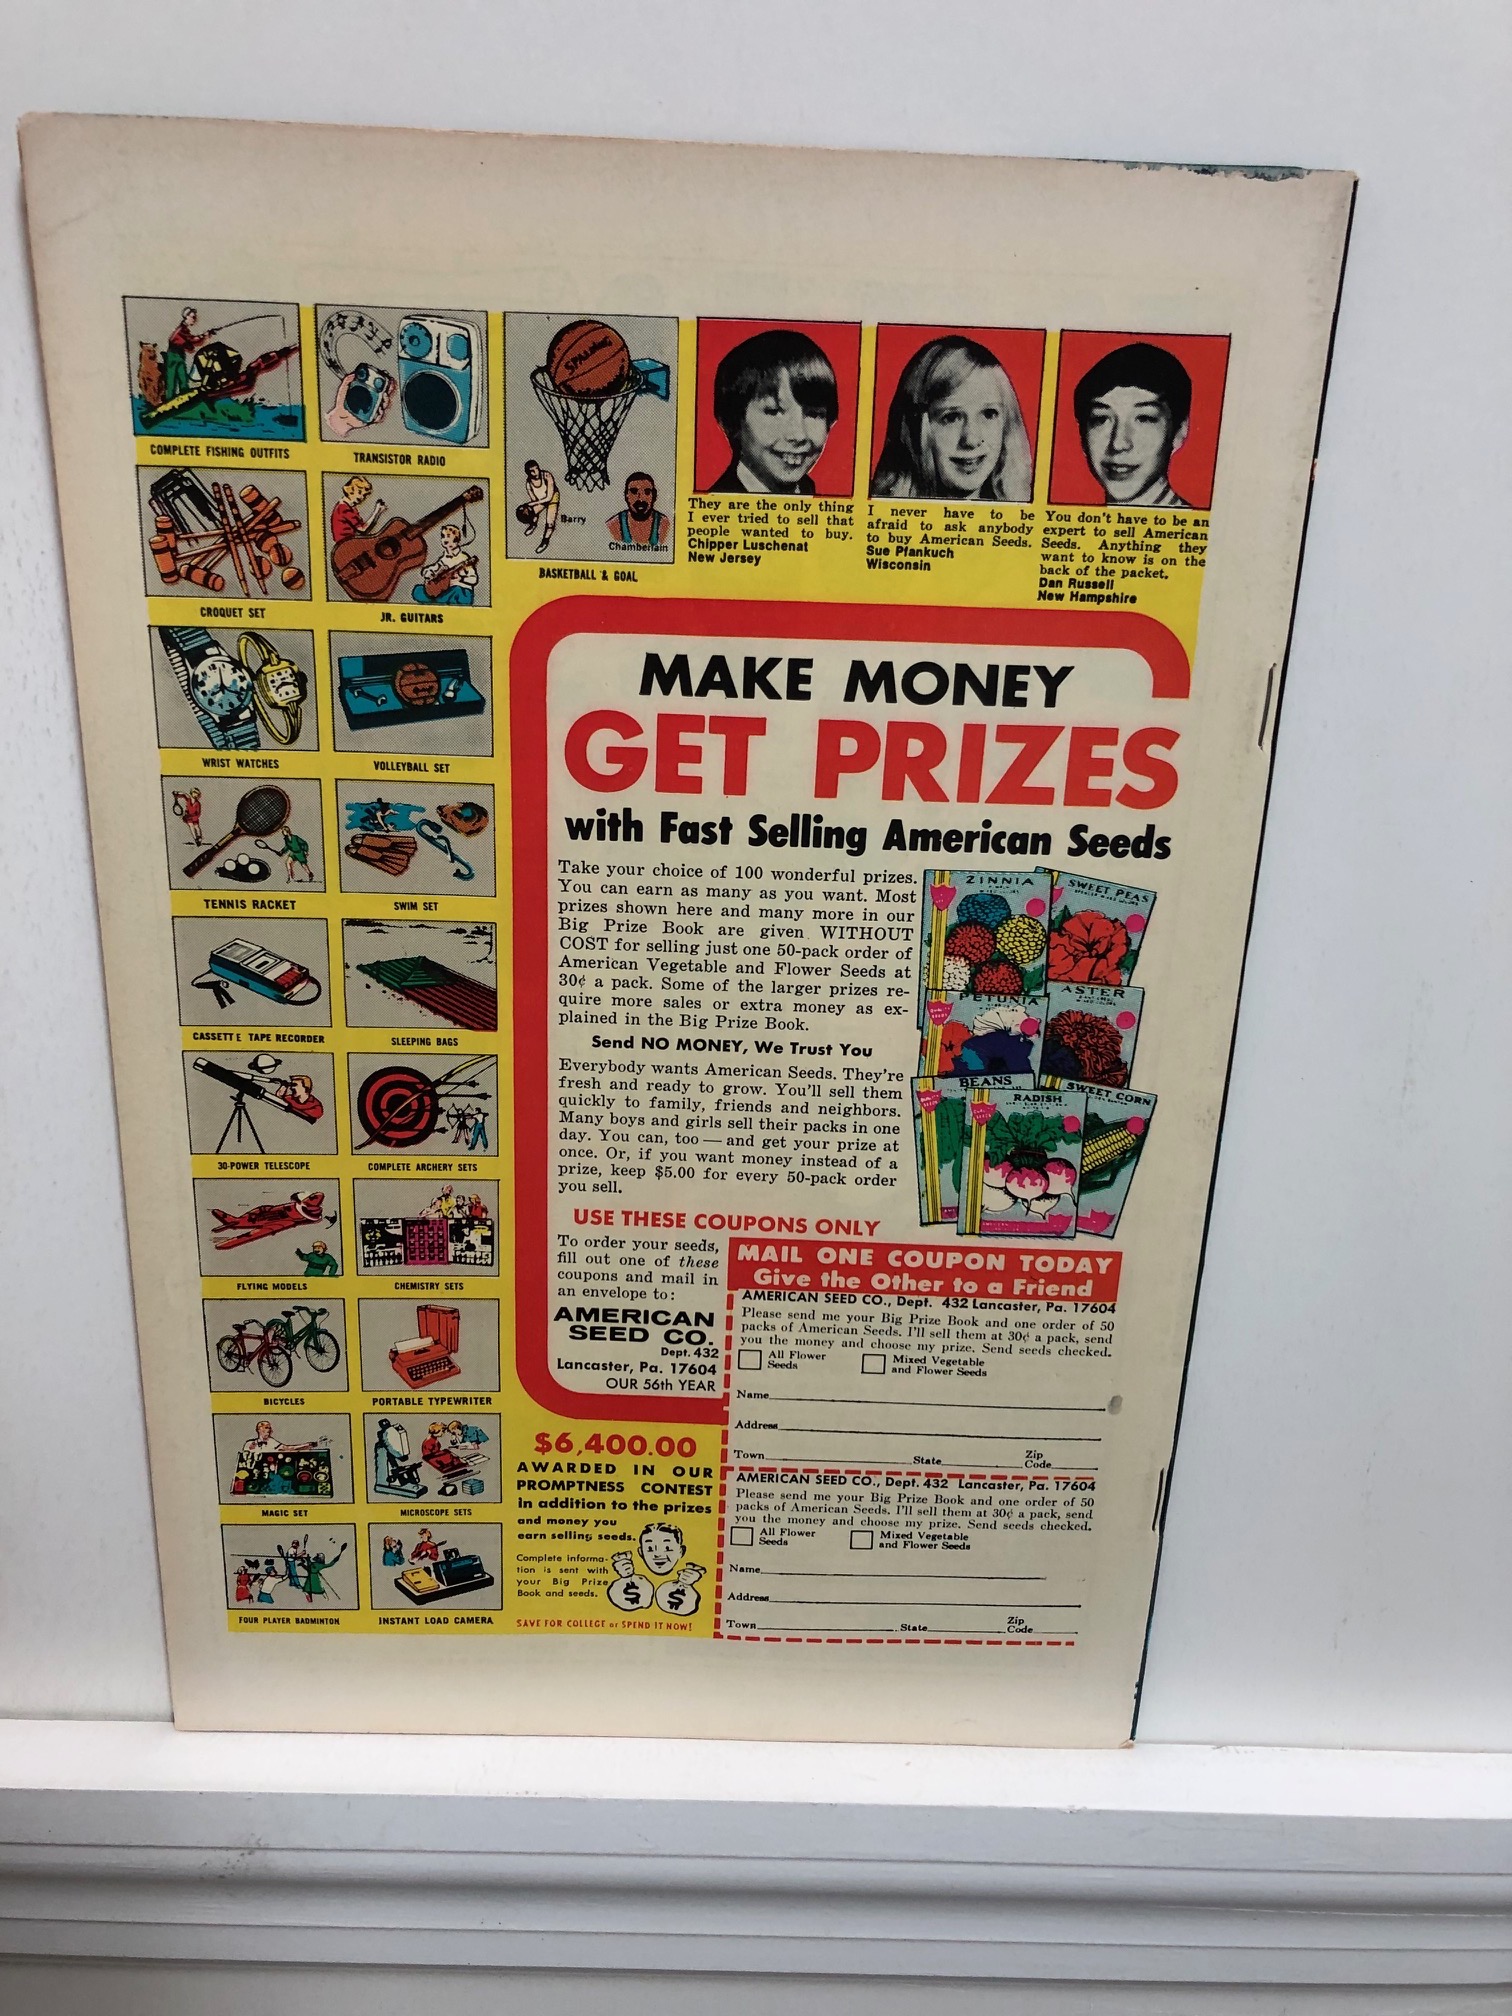 COMPLETE FISHING OUTFITS
TRANSISTOR RADIO
SPALDING
Barry
Chamberlain
BASKETBALL & GOAL
CROQUET SET
JR. GUITARS
WRIST WATCHES
VOLLEYBALL SET
TENNIS RACKET
SWIM SET
CASSETTE TAPE RECORDER
SLEEPING BAGS
30-POWER TELESCOPE
COMPLETE ARCHERY SETS
FLYING MODELS
CHEMISTRY SETS
BICYCLES
PORTABLE TYPEWRITER
MAGIC SET
MICROSCOPE SETS
FOUR PLAYER BADMINTON
INSTANT LOAD CAMERA
They are the only thing
I ever tried to sell that
people wanted to buy.
Chipper Luschenat
New Jersey
I never have to be
afraid to ask anybody
to buy American Seeds.
Sue Pfankuch
Wisconsin
You don't have to be an
expert to sell American
Seeds. Anything they
want to know is on the
back of the packet.
Dan Russell
New Hampshire
MAKE MONEY
GET PRIZES
with Fast Selling American Seeds
Take your choice of 100 wonderful prizes.
You can earn as many as you want. Most
prizes shown here and many more in our
Big Prize Book are given WITHOUT
COST for selling just one 50-pack order of
American Vegetable and Flower Seeds at
30¢ a pack. Some of the larger prizes re-
quire more sales or extra money as ex-
plained in the Big Prize Book.
Send NO MONEY, We Trust You
Everybody wants American Seeds. They're
fresh and ready to grow. You'll sell them
quickly to family, friends and neighbors.
Many boys and girls sell their packs in one
day. You can, too — and get your prize at
once. Or, if you want money instead of a
prize, keep $5.00 for every 50-pack order
you sell.
ZINNIA
SWEET PEAS
PETUNIA
ASTER
BEANS
RADISH
SWEET CORN
USE THESE COUPONS ONLY
To order your seeds,
fill out one of these
coupons and mail in
an envelope to:
AMERICAN
SEED CO.
Dept. 432
Lancaster, Pa. 17604
OUR 56th YEAR
MAIL ONE COUPON TODAY
Give the Other to a Friend
AMERICAN SEED CO., Dept. 432 Lancaster, Pa. 17604
Please send me your Big Prize Book and one order of 50
packs of American Seeds. I'll sell them at 30¢ a pack, send
you the money and choose my prize. Send seeds checked.
All Flower
Seeds
Mixed Vegetable
and Flower Seeds
Name
Address
Town State Zip Code
AMERICAN SEED CO., Dept. 432 Lancaster, Pa. 17604
Please send me your Big Prize Book and one order of 50
packs of American Seeds. I'll sell them at 30¢ a pack, send
you the money and choose my prize. Send seeds checked.
All Flower
Seeds
Mixed Vegetable
and Flower Seeds
Name
Address
Town State Zip Code
$6,400.00
AWARDED IN OUR
PROMPTNESS CONTEST
in addition to the prizes
and money you
earn selling seeds.
Complete informa-
tion is sent with
your Big Prize
Book and seeds.
$ $
SAVE FOR COLLEGE or SPEND IT NOW!